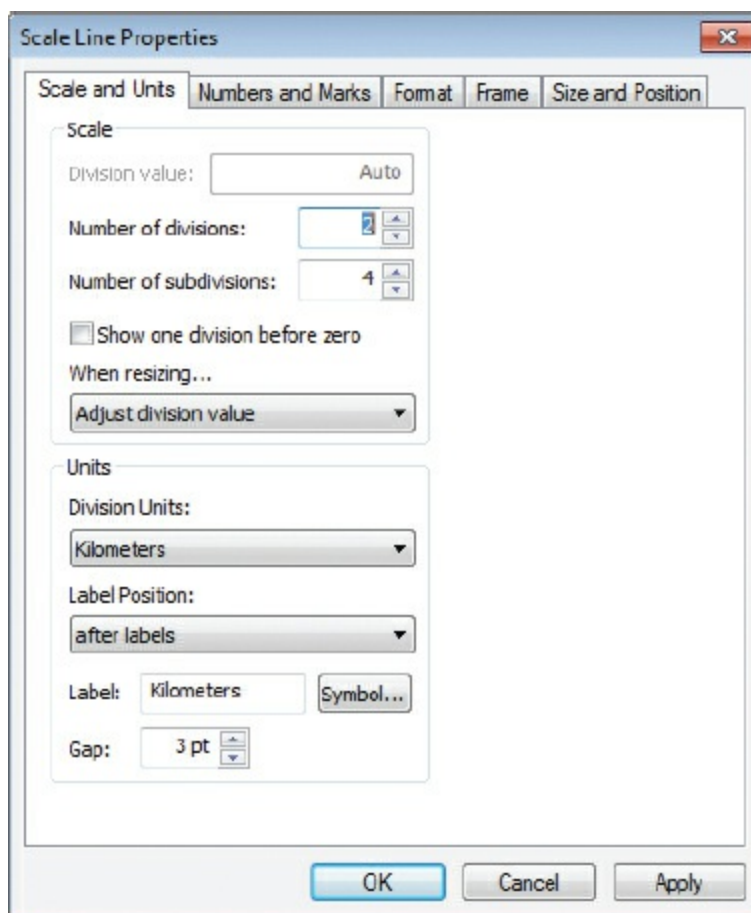 Scale Line Properties
Scale and Units Numbers and Marks Format Frame Size and Position
Scale
Division value: Auto
Number of divisions: 2
Number of subdivisions: 4
Show one division before zero
When resizing...
Adjust division value
Units
Division Units:
Kilometers
Label Position:
after labels
Label: Kilometers Symbol...
Gap: 3 pt
OK Cancel Apply